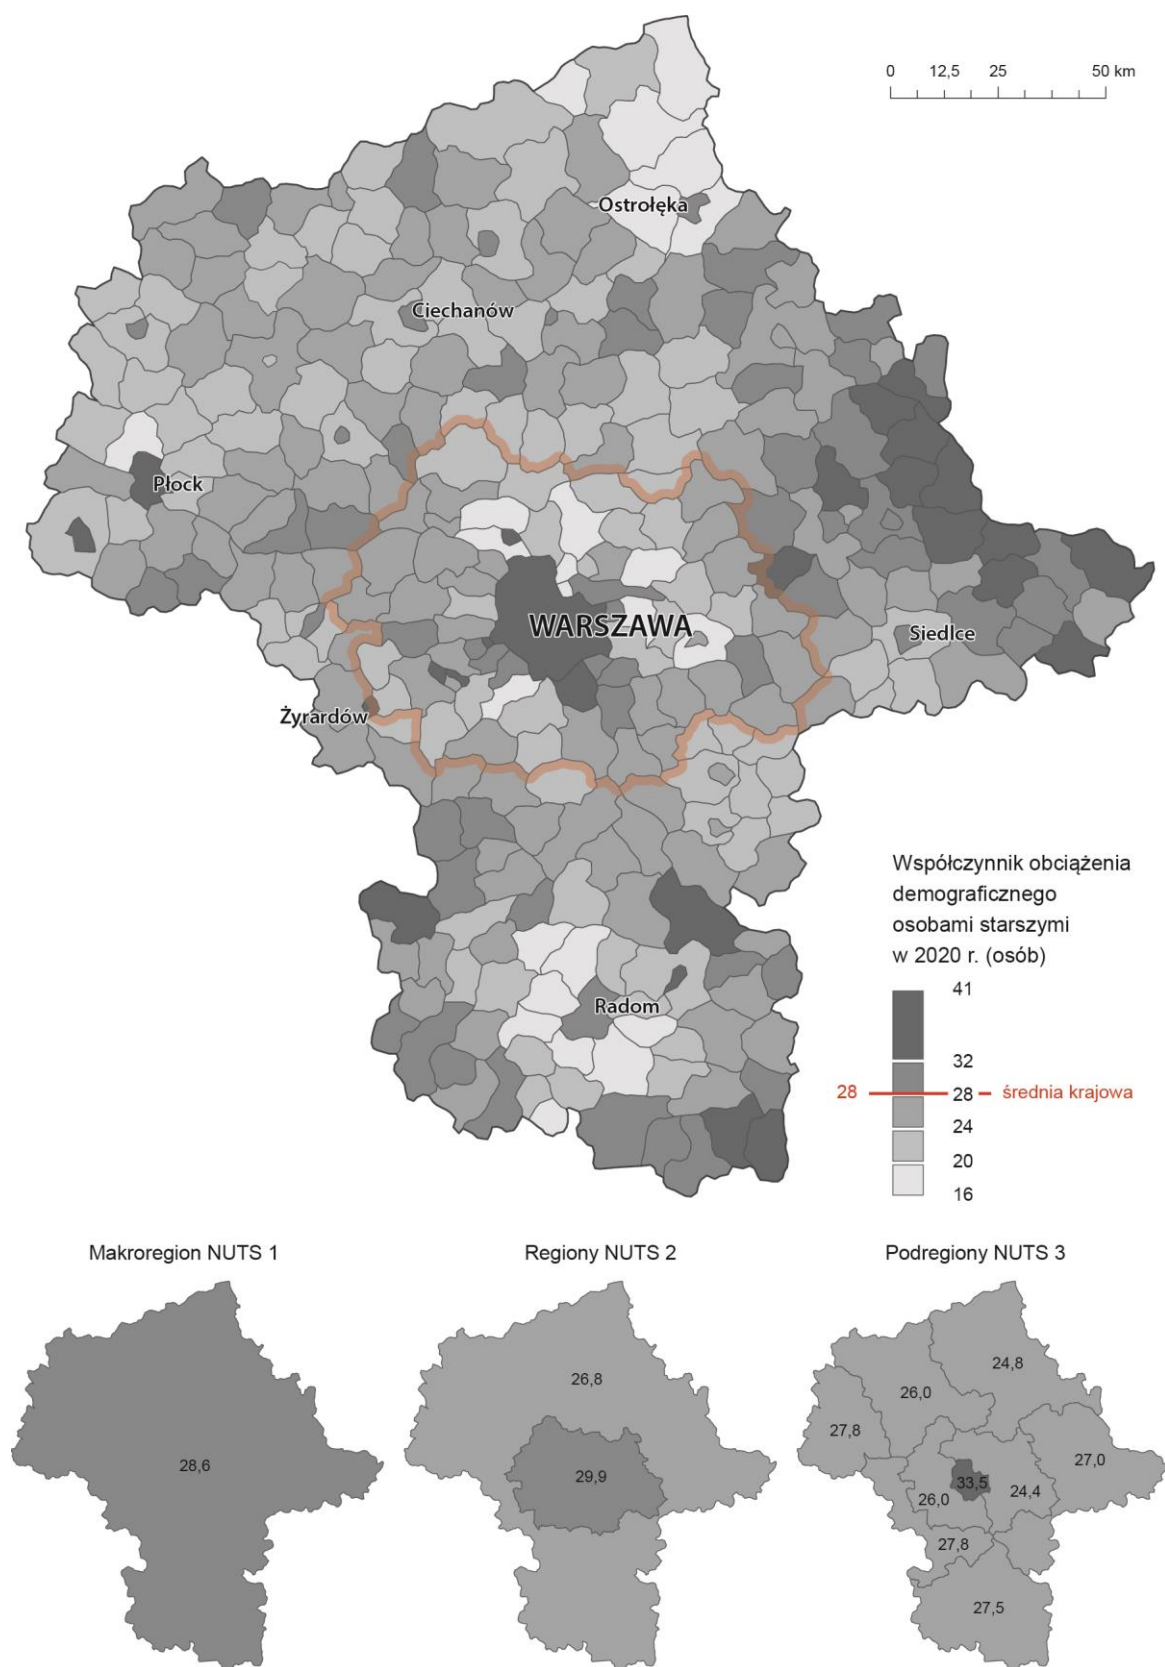 0 12,5 25 50 km
Ostrołęka
Ciechanów
Płock
WARSZAWA
Siedlce
Żyrardów
Radom
Współczynnik obciążenia
demograficznego
osobami starszymi
w 2020 r. (osób)
41
32
28 28 średnia krajowa
24
20
16
Makroregion NUTS 1
Regiony NUTS 2
Podregiony NUTS 3
28,6
26,8
29,9
24,8
26,0
27,8
27,0
33,5
26,0
24,4
27,8
27,5